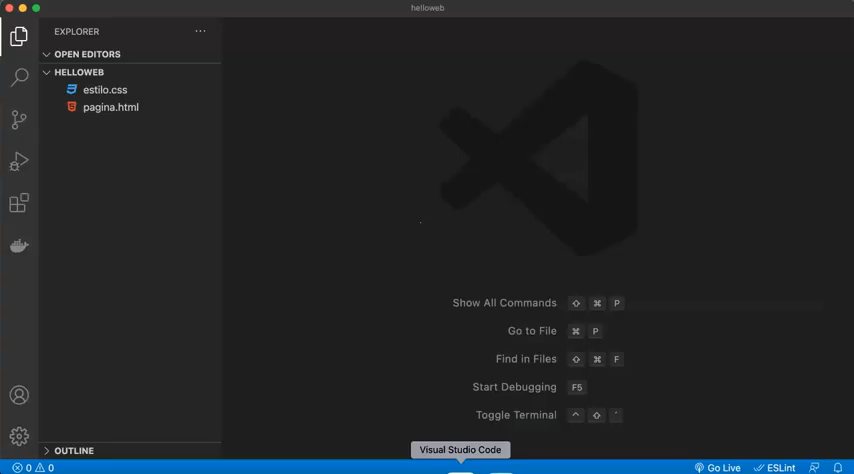 helloweb
EXPLORER
OPEN EDITORS
HELLOWEB
estilo.css
pagina.html
Show All Commands ⇧ ⌘ P
Go to File ⌘ P
Find in Files ⇧ ⌘ F
Start Debugging F5
Toggle Terminal ^ ⇧ `
OUTLINE
Visual Studio Code
0 0 Go Live ESLint